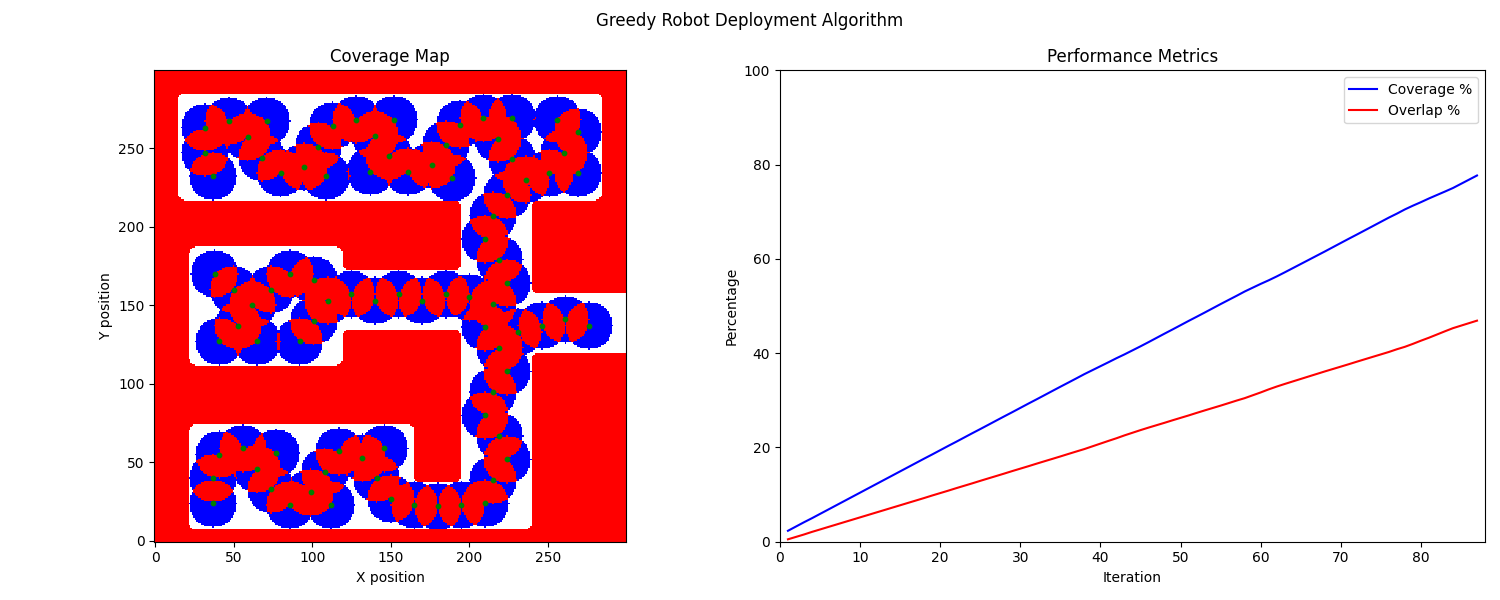 Greedy Robot Deployment Algorithm
Coverage Map
Y position
250
200
150
100
50
0
0 50 100 150 200 250
X position
Performance Metrics
Percentage
100
80
60
40
20
0
Coverage %
Overlap %
0 10 20 30 40 50 60 70 80
Iteration